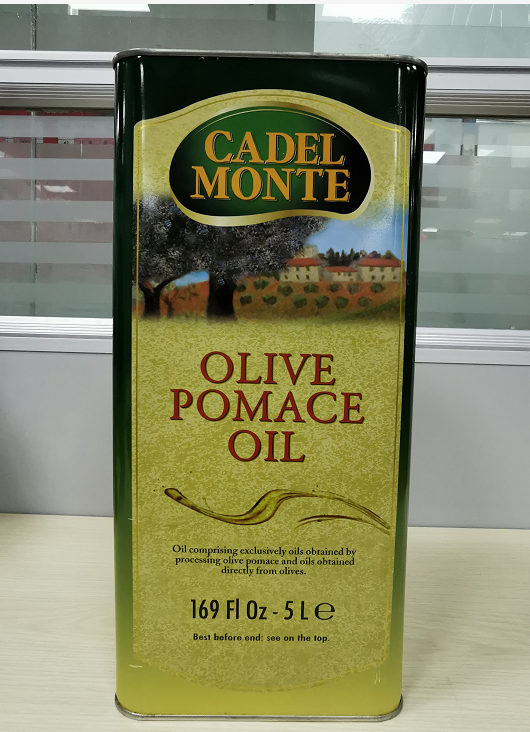 CADEL
MONTE
OLIVE
POMACE
OIL
Oil comprising exclusively oils obtained by
processing olive pomace and oils obtained
directly from olives.
169 Fl Oz - 5 L e
Best before end: see on the top.